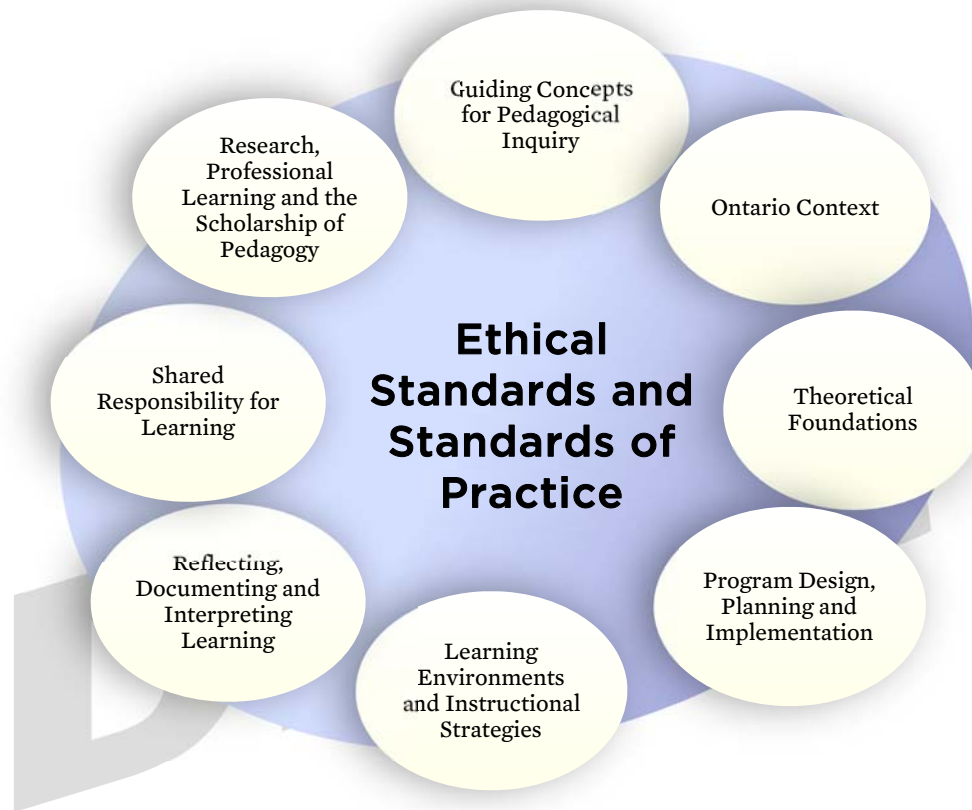 Guiding Concepts
for Pedagogical
Inquiry
Ontario Context
Theoretical
Foundations
Program Design,
Planning and
Implementation
Learning
Environments
and Instructional
Strategies
Reflecting,
Documenting and
Interpreting
Learning
Shared
Responsibility for
Learning
Research,
Professional
Learning and the
Scholarship of
Pedagogy
Ethical
Standards and
Standards of
Practice